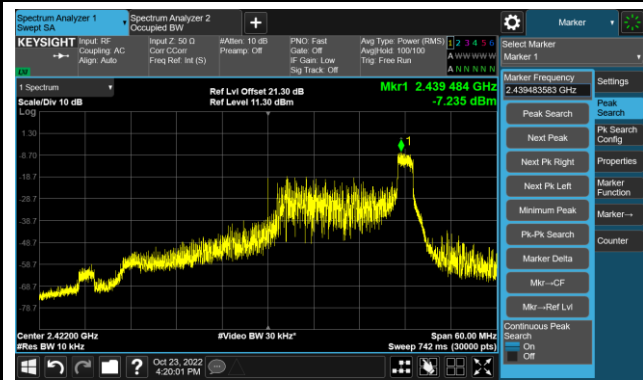 Spectrum Analyzer 1
Swept SA
Spectrum Analyzer 2
Occupied BW
+
Marker
KEYSIGHT
Input: RF
Coupling: AC
Align: Auto
Input Z: 50 Ω
Corr CCorr
Freq Ref: Int (S)
#Atten: 10 dB
Preamp: Off
PNO: Fast
Gate: Off
IF Gain: Low
Sig Track: Off
Avg Type: Power (RMS)
Avg|Hold: 100/100
Trig: Free Run
1 2 3 4 5 6
A W W W W W
A N N N N N
LV
Select Marker
Marker 1
1 Spectrum
Scale/Div 10 dB
Log
Ref Lvl Offset 21.30 dB
Ref Level 11.30 dBm
Mkr1 2.439 484 GHz
-7.235 dBm
1.30
-8.70
-18.7
-28.7
-38.7
-48.7
-58.7
-68.7
-78.7
1
Center 2.42200 GHz
#Res BW 10 kHz
#Video BW 30 kHz*
Span 60.00 MHz
Sweep 742 ms (30000 pts)
Marker Frequency
2.439483583 GHz
Peak Search
Next Peak
Next Pk Right
Next Pk Left
Minimum Peak
Pk-Pk Search
Marker Delta
Mkr→CF
Mkr→Ref Lvl
Continuous Peak
Search
On
Off
Settings
Peak
Search
Pk Search
Config
Properties
Marker
Function
Marker→
Counter
?
Oct 23, 2022
4:20:01 PM